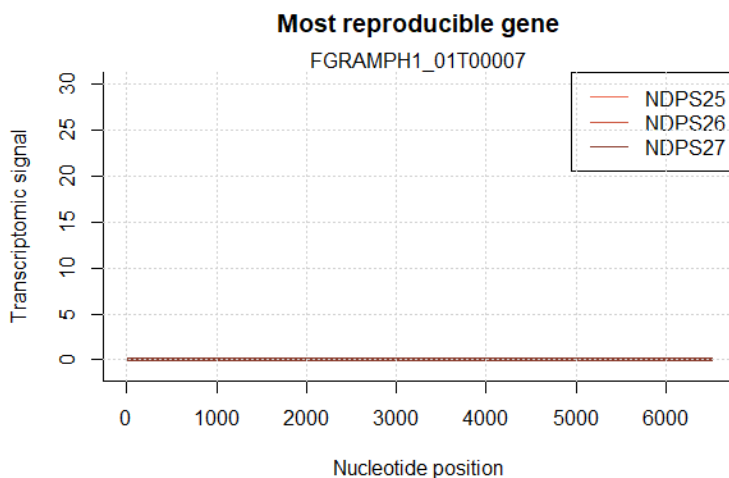 Most reproducible gene
FGRAMPH1_01T00007
Transcriptomic signal
30
25
20
15
10
5
0
NDPS25
NDPS26
NDPS27
0 1000 2000 3000 4000 5000 6000
Nucleotide position